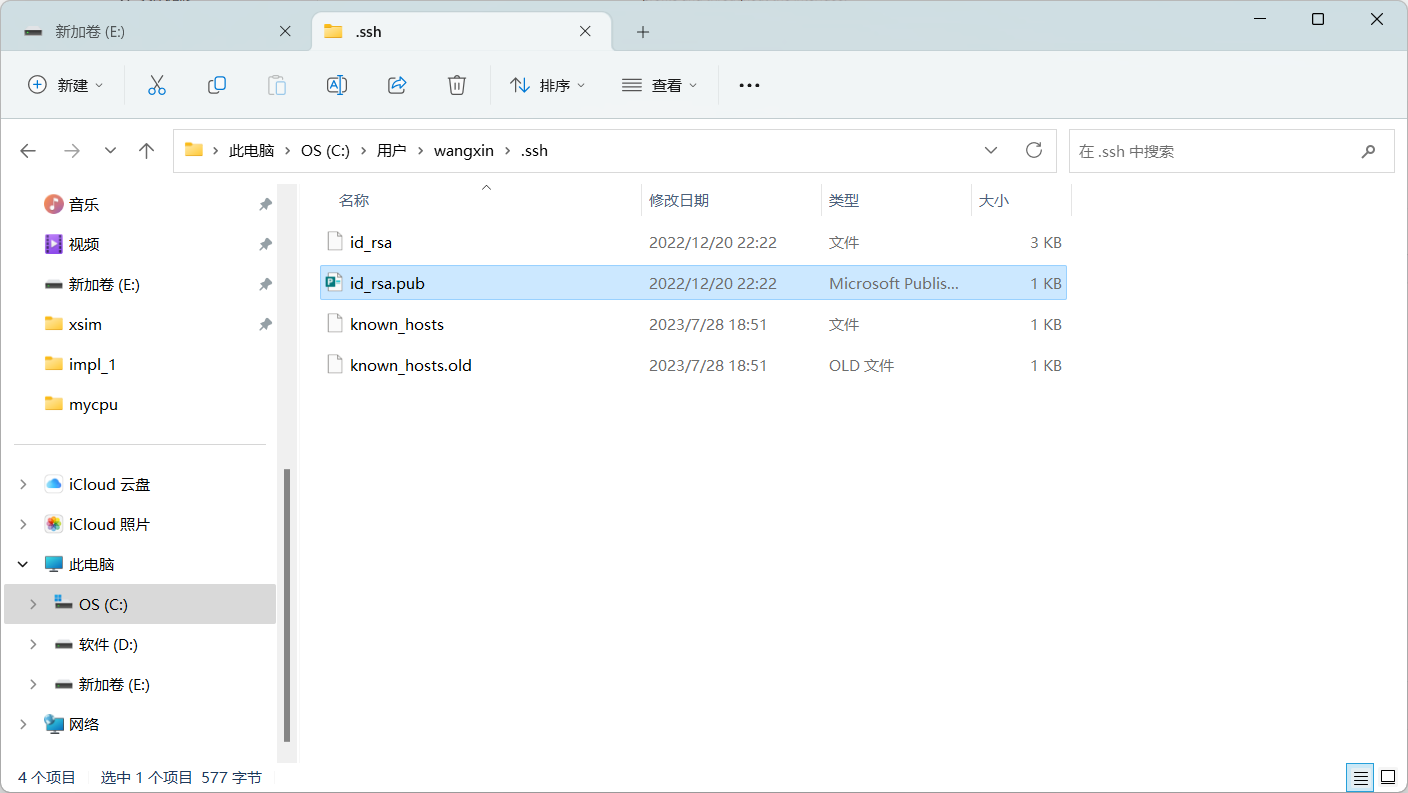 新加卷 (E:)
.ssh
新建
排序
查看
此电脑
OS (C:)
用户
wangxin
.ssh
在 .ssh 中搜索
音乐
视频
新加卷 (E:)
xsim
impl_1
mycpu
iCloud 云盘
iCloud 照片
此电脑
OS (C:)
软件 (D:)
新加卷 (E:)
网络
名称 修改日期 类型 大小
id_rsa 2022/12/20 22:22 文件 3 KB
id_rsa.pub 2022/12/20 22:22 Microsoft Publis... 1 KB
known_hosts 2023/7/28 18:51 文件 1 KB
known_hosts.old 2023/7/28 18:51 OLD 文件 1 KB
4 个项目 选中 1 个项目 577 字节